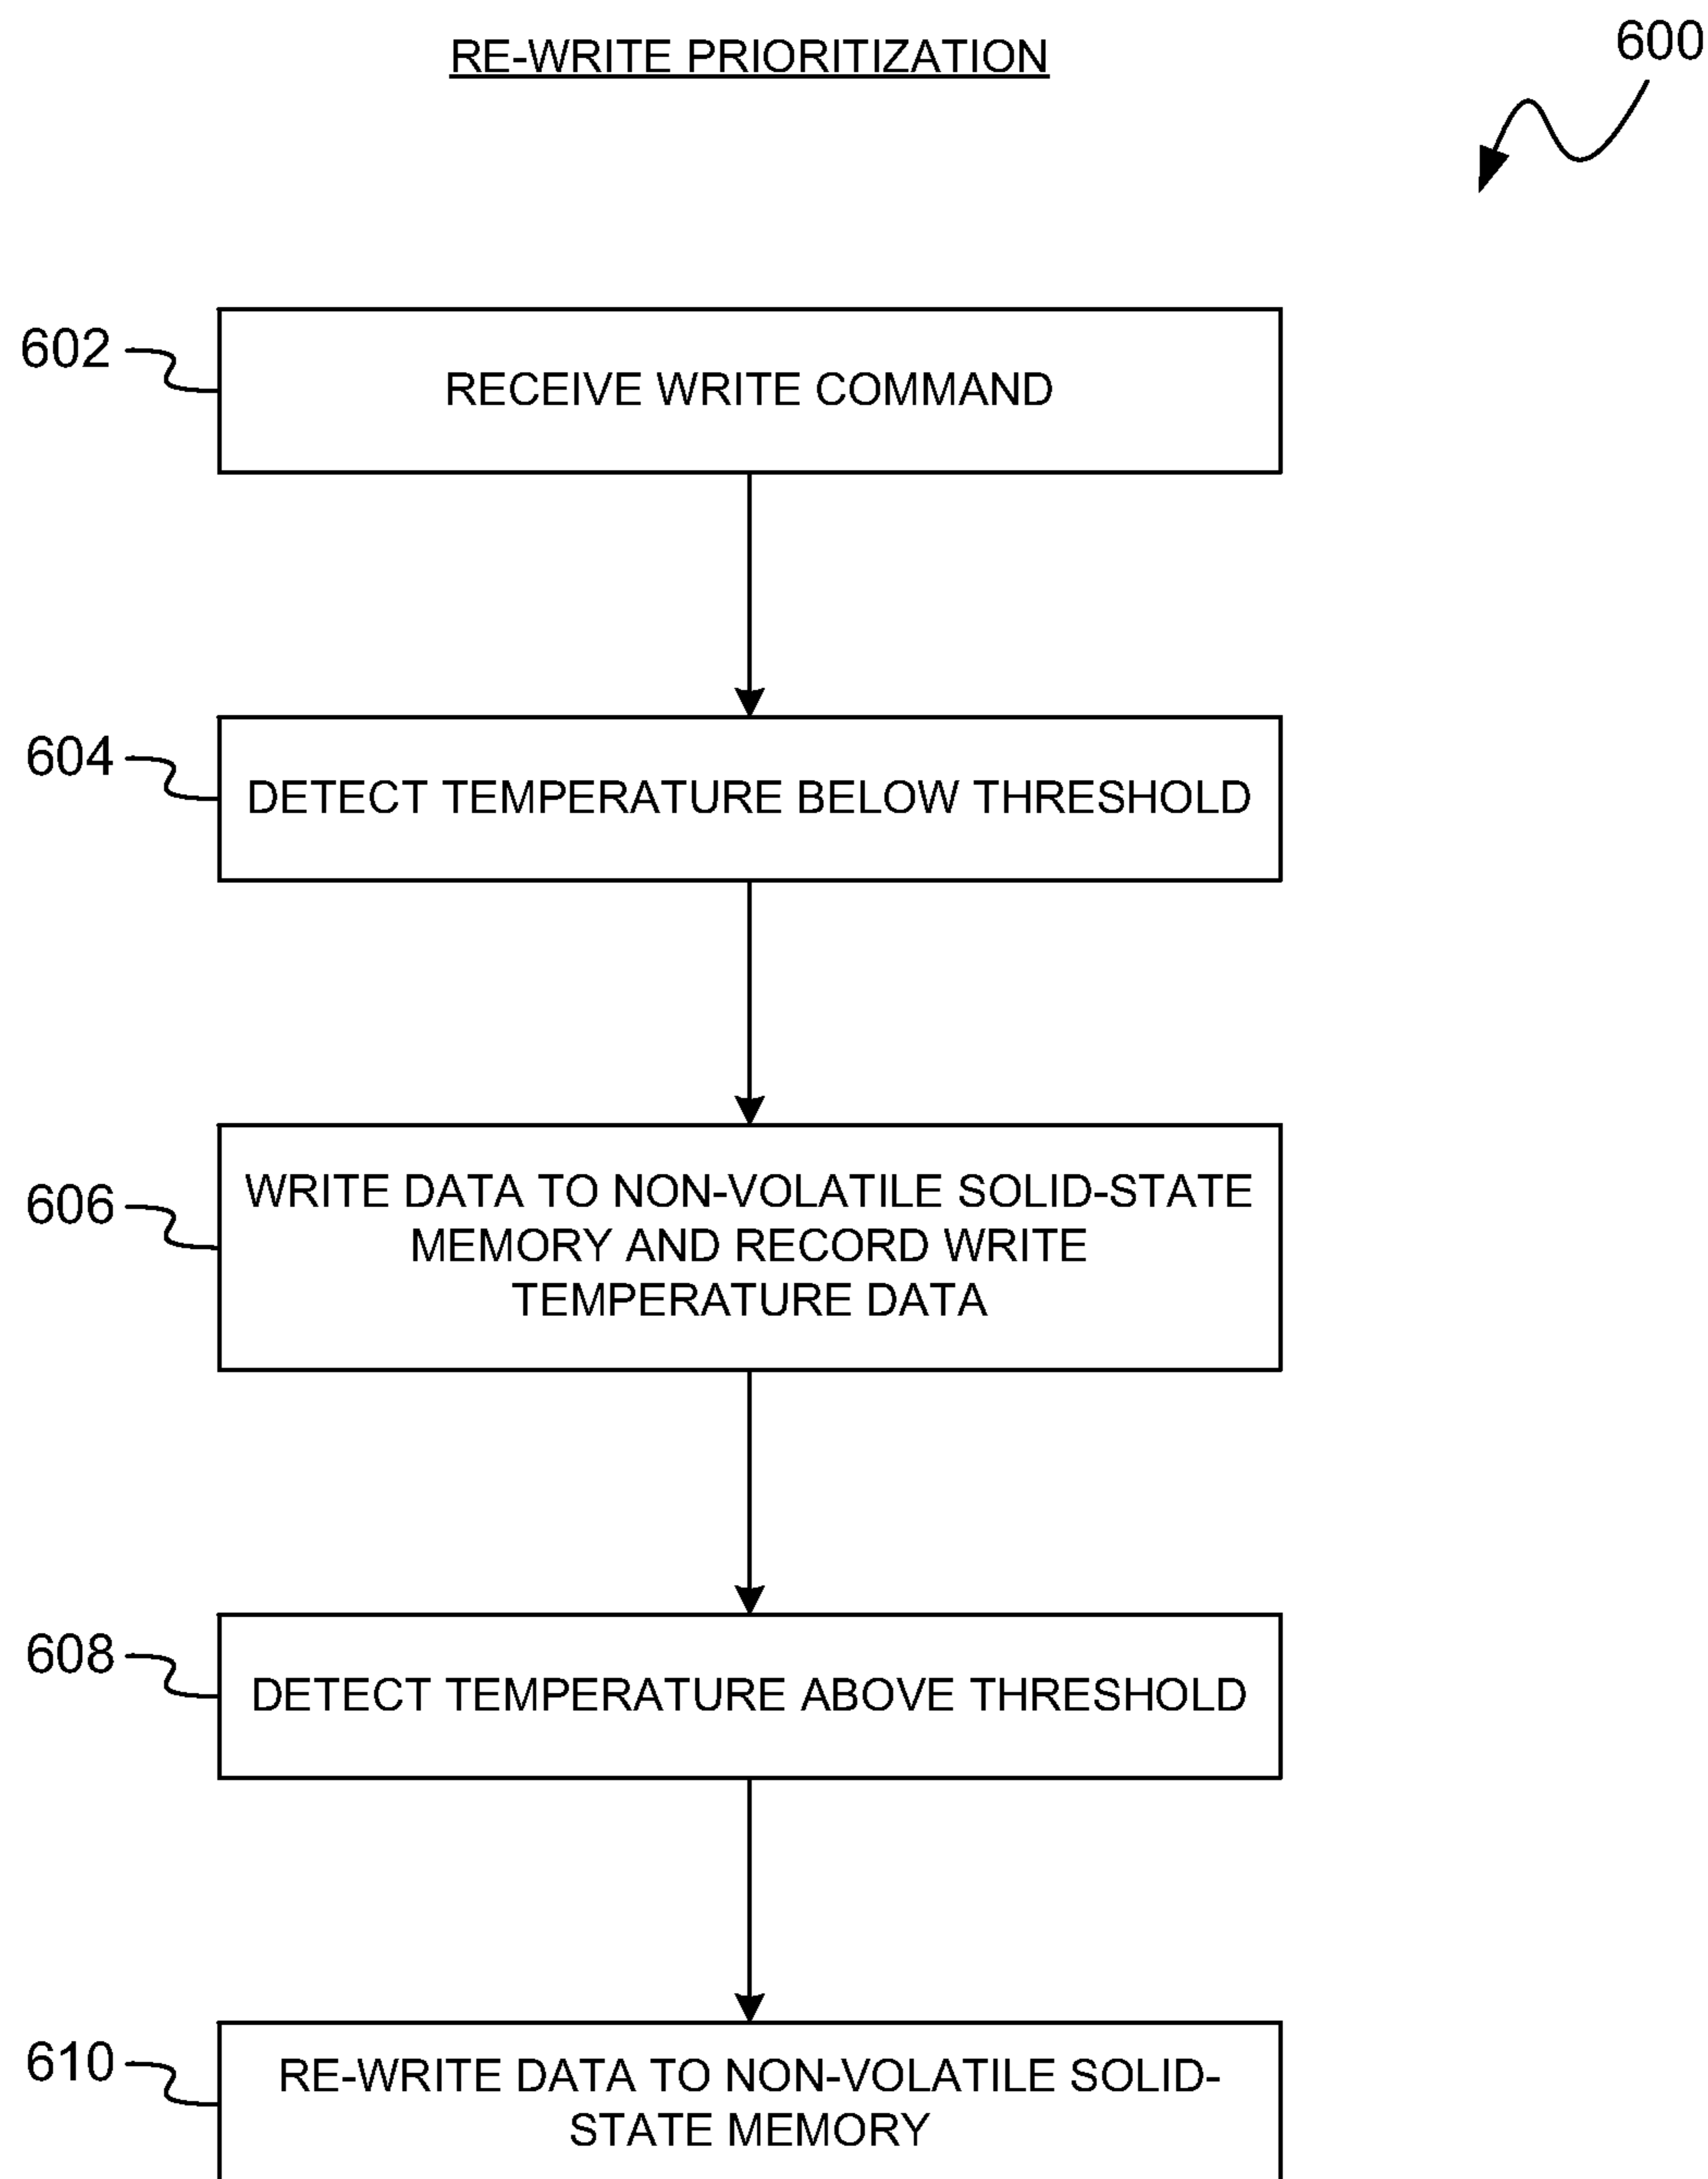 RE-WRITE PRIORITIZATION
600
602
RECEIVE WRITE COMMAND
604
DETECT TEMPERATURE BELOW THRESHOLD
606
WRITE DATA TO NON-VOLATILE SOLID-STATE
MEMORY AND RECORD WRITE
TEMPERATURE DATA
608
DETECT TEMPERATURE ABOVE THRESHOLD
610
RE-WRITE DATA TO NON-VOLATILE SOLID-
STATE MEMORY